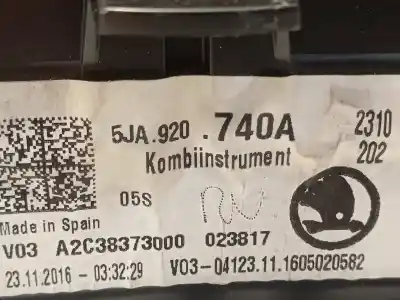 5JA.920 .740A 2310
Kombiinstrument 202
05S
Made in Spain
V03 A2C38373000 023817
23.11.2016 - 03:32:29 V03-04123.11.1605020582